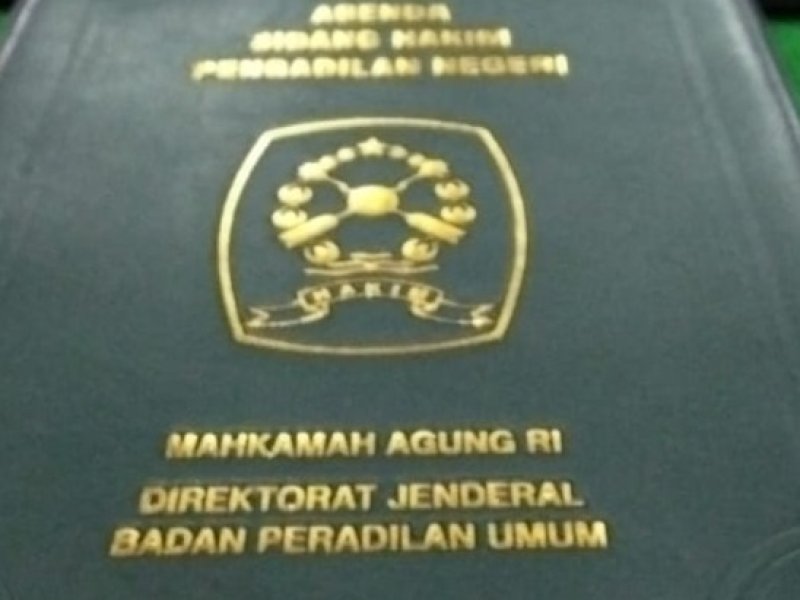 AGENDA
SIDANG HAKIM
PENGADILAN NEGERI
HAKIM
MAHKAMAH AGUNG RI
DIREKTORAT JENDERAL
BADAN PERADILAN UMUM